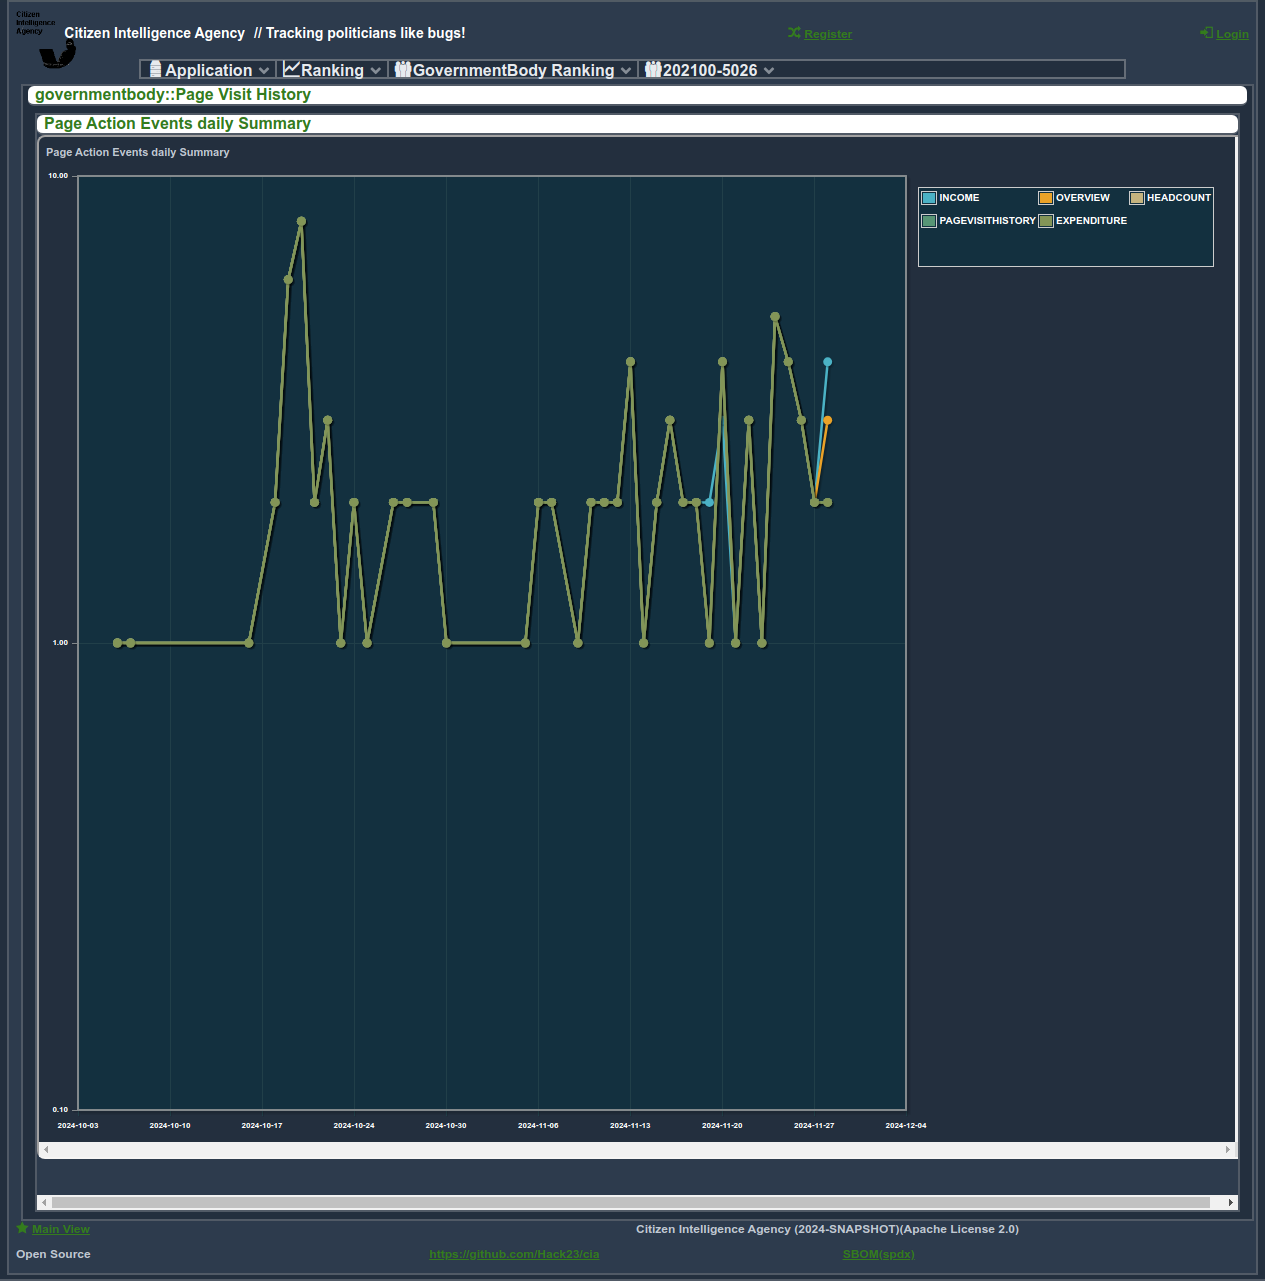 Citizen
Intelligence
Agency
Citizen Intelligence Agency // Tracking politicians like bugs!
Register
Login
Application
Ranking
GovernmentBody Ranking
202100-5026
governmentbody::Page Visit History
Page Action Events daily Summary
Page Action Events daily Summary
10.00
1.00
0.10
INCOME OVERVIEW HEADCOUNT
PAGEVISITHISTORY EXPENDITURE
2024-10-03 2024-10-10 2024-10-17 2024-10-24 2024-10-30 2024-11-06 2024-11-13 2024-11-20 2024-11-27 2024-12-04
Main View
Citizen Intelligence Agency (2024-SNAPSHOT)(Apache License 2.0)
Open Source
https://github.com/Hack23/cia
SBOM(spdx)